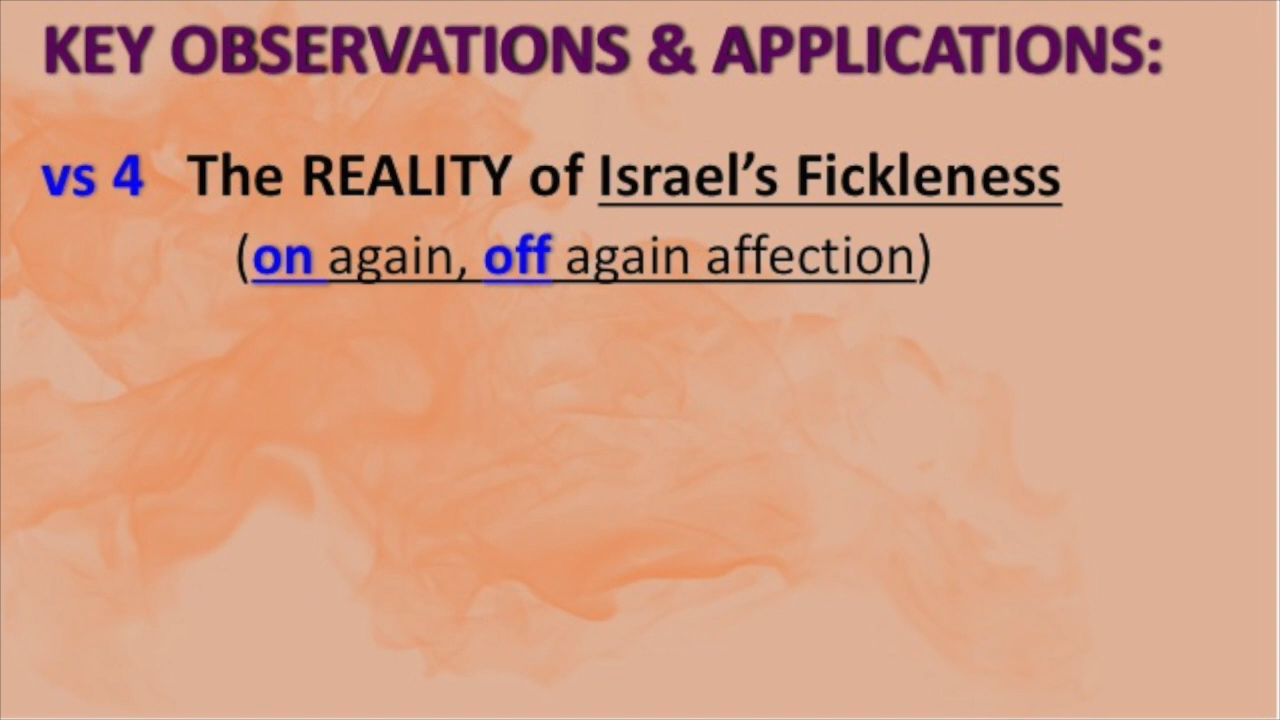 KEY OBSERVATIONS & APPLICATIONS:
vs 4 The REALITY of Israel’s Fickleness
(on again, off again affection)